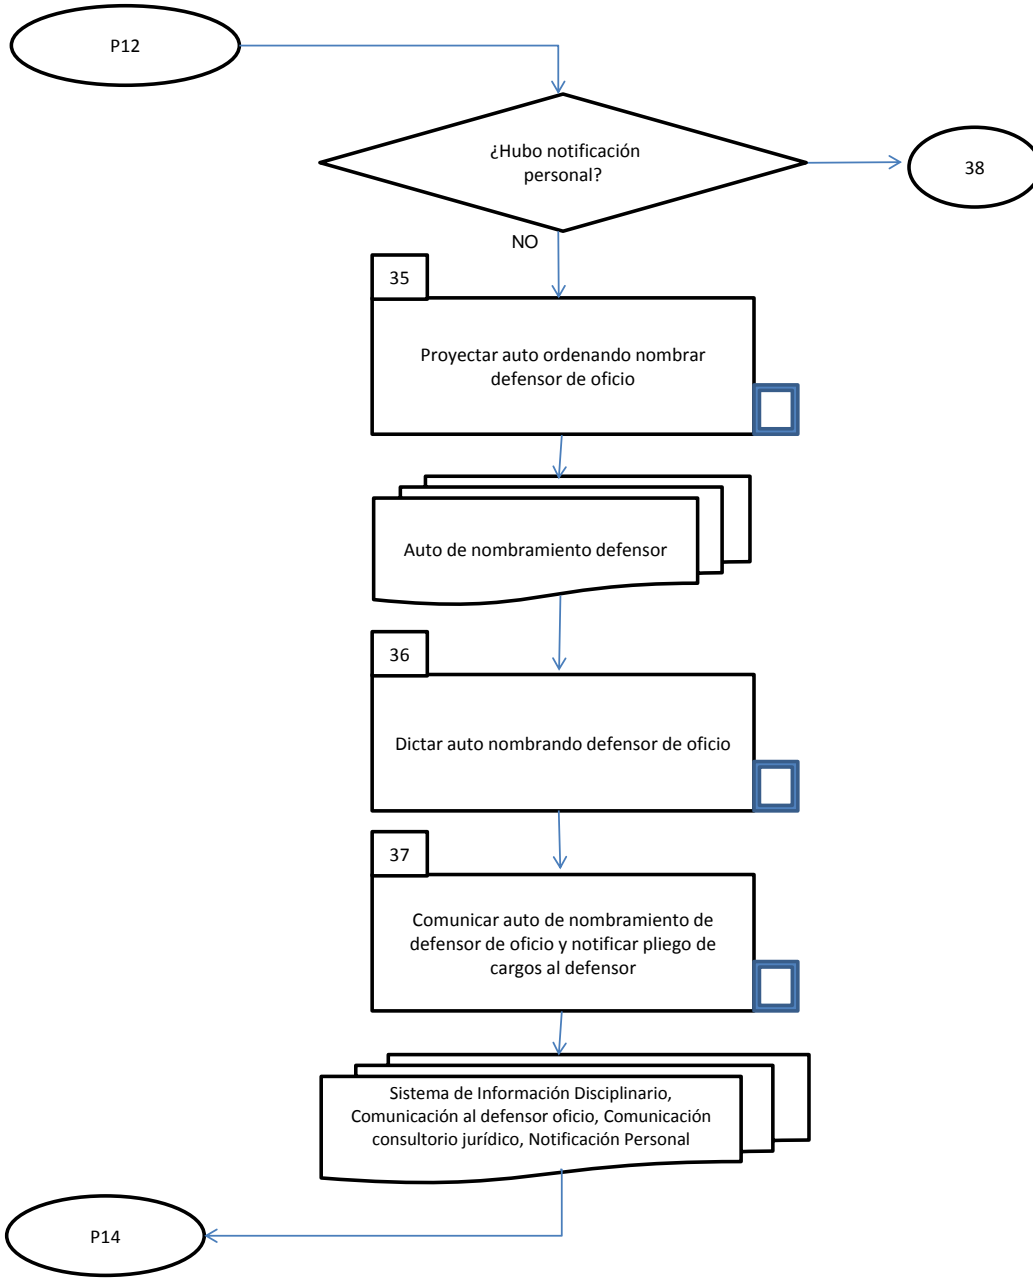 P12
¿Hubo notificación
personal?
38
NO
35
Proyectar auto ordenando nombrar
defensor de oficio
Auto de nombramiento defensor
36
Dictar auto nombrando defensor de oficio
37
Comunicar auto de nombramiento de
defensor de oficio y notificar pliego de
cargos al defensor
Sistema de Información Disciplinario,
Comunicación al defensor oficio, Comunicación
consultorio jurídico, Notificación Personal
P14